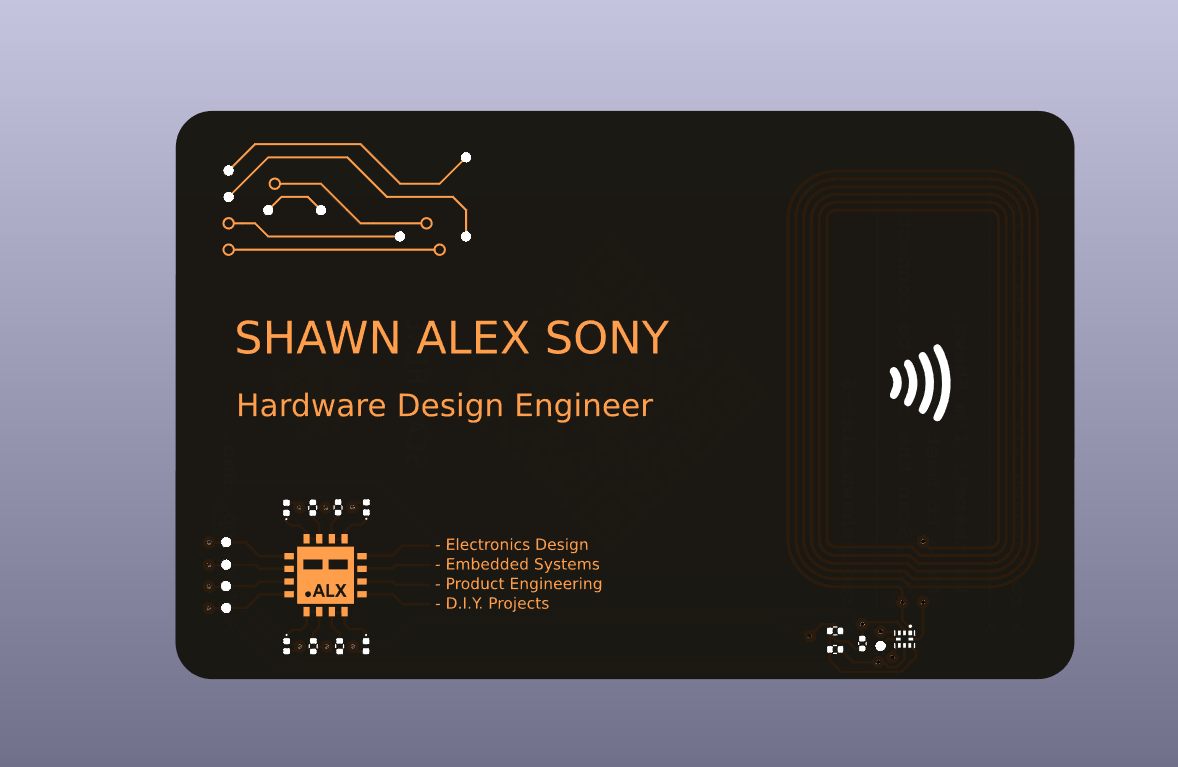 SHAWN ALEX SONY
Hardware Design Engineer
.ALX
- Electronics Design
- Embedded Systems
- Product Engineering
- D.I.Y. Projects